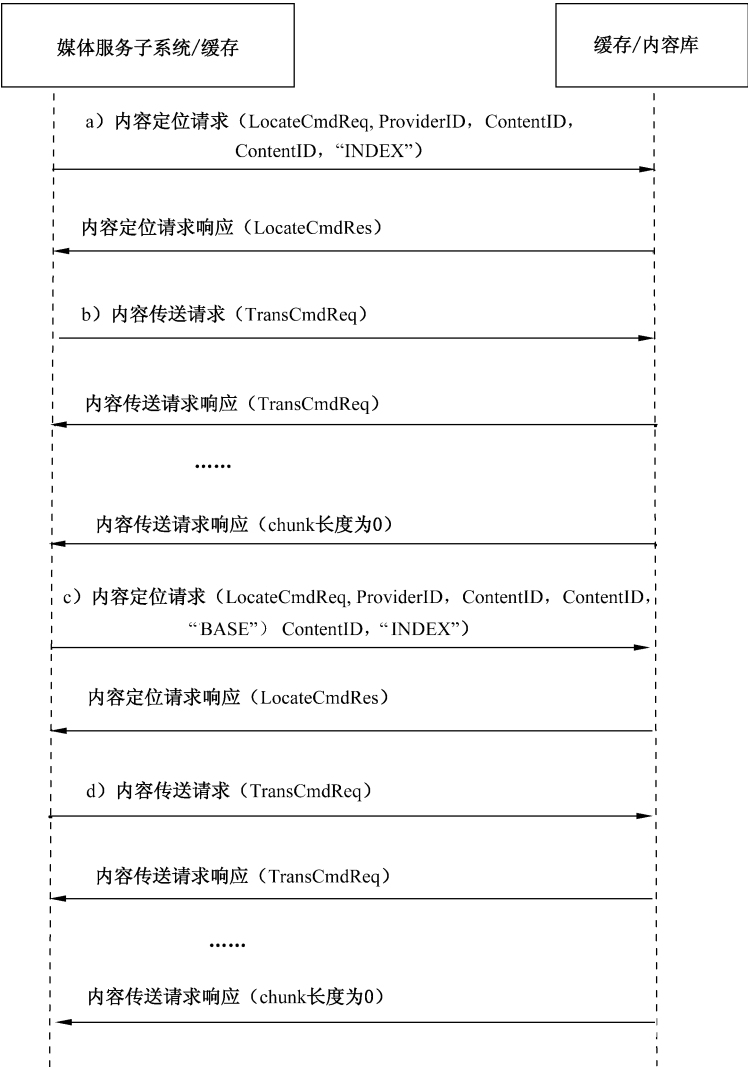 媒体服务子系统/缓存
缓存/内容库
a）内容定位请求（LocateCmdReq, ProviderID，ContentID，
ContentID，“INDEX”）
内容定位请求响应（LocateCmdRes）
b）内容传送请求（TransCmdReq）
内容传送请求响应（TransCmdReq）
……
内容传送请求响应（chunk长度为0）
c）内容定位请求（LocateCmdReq, ProviderID，ContentID，ContentID，
“BASE”） ContentID，“INDEX”）
内容定位请求响应（LocateCmdRes）
d）内容传送请求（TransCmdReq）
内容传送请求响应（TransCmdReq）
……
内容传送请求响应（chunk长度为0）